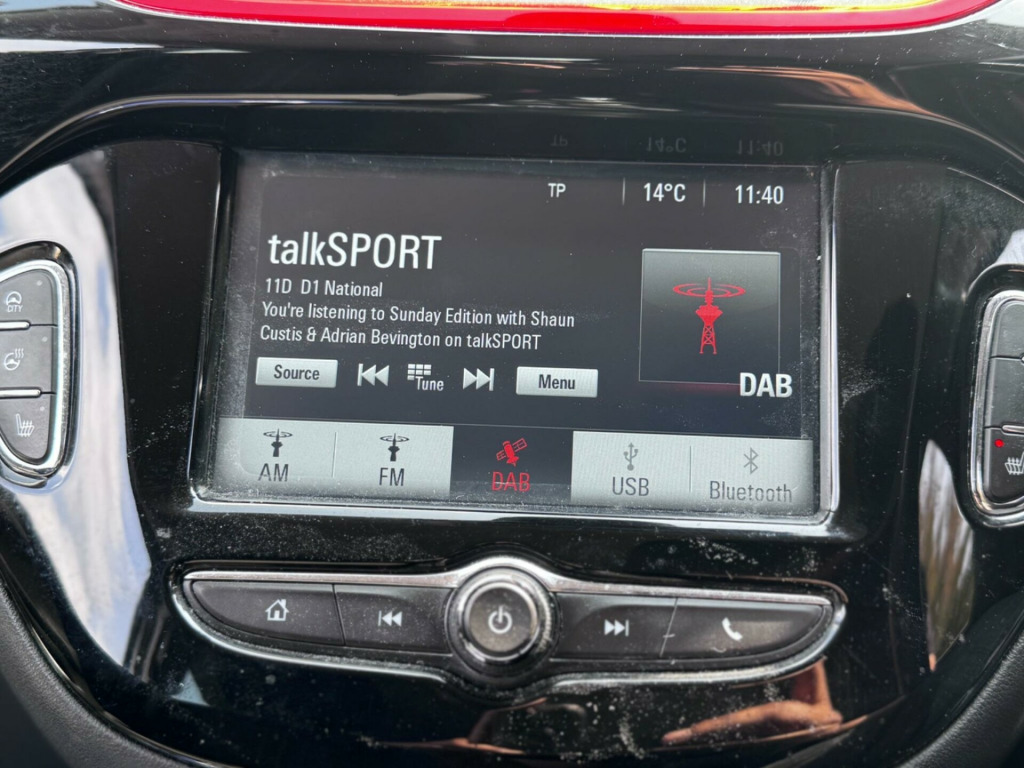 TP 14°C 11:40
talkSPORT
11D D1 National
You're listening to Sunday Edition with Shaun
Custis & Adrian Bevington on talkSPORT
Source Tune Menu
DAB
AM FM DAB USB Bluetooth
CITY